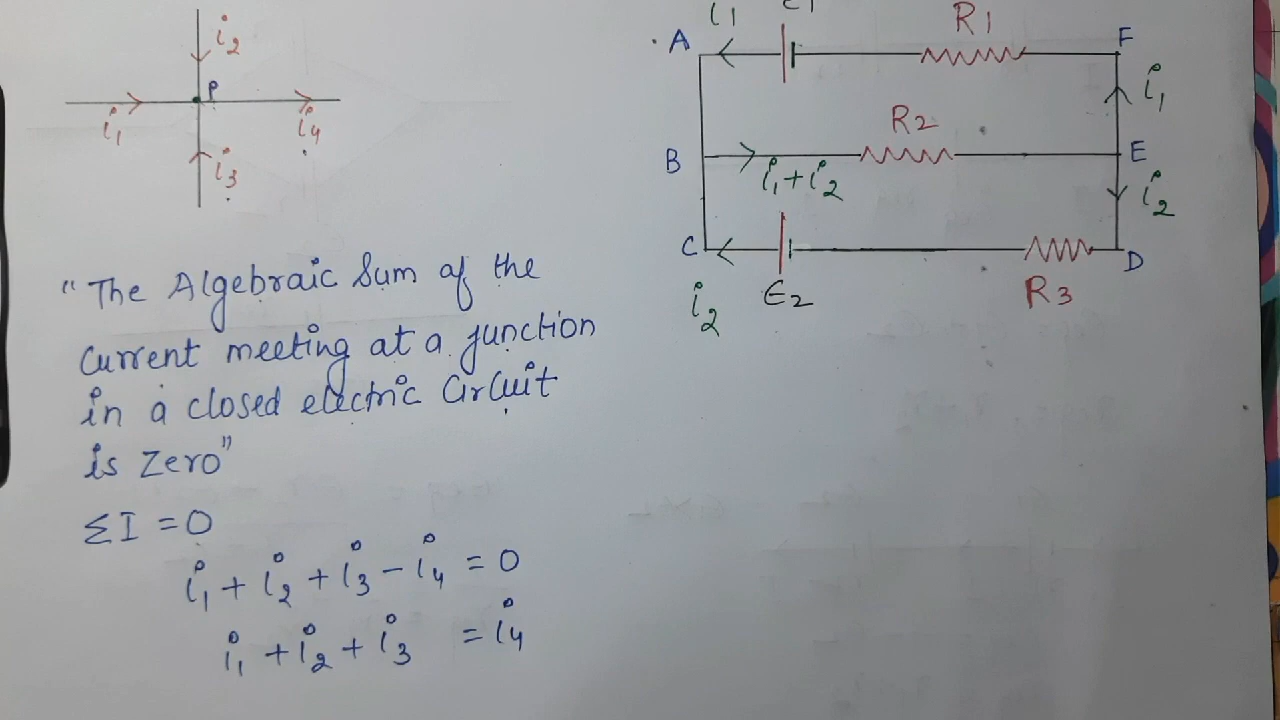 i2
P
i1
i4
i3
"The Algebraic Sum of the
Current meeting at a junction
in a closed electric Circuit
is Zero"
ΣI = 0
i1 + i2 + i3 - i4 = 0
i1 + i2 + i3 = i4
i1 E1 R1
A F
i1
R2
B E
i1+i2
i2
C D
i2 E2 R3